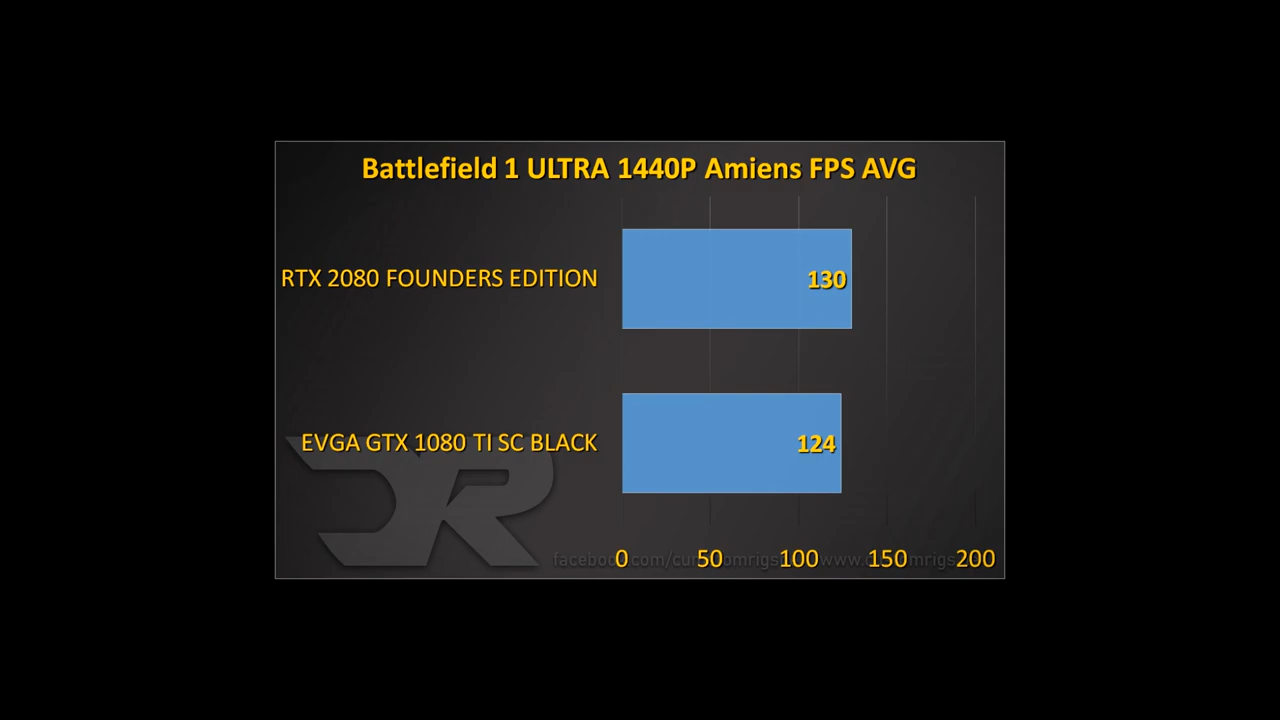 Battlefield 1 ULTRA 1440P Amiens FPS AVG
RTX 2080 FOUNDERS EDITION
130
EVGA GTX 1080 TI SC BLACK
124
0 50 100 150 200